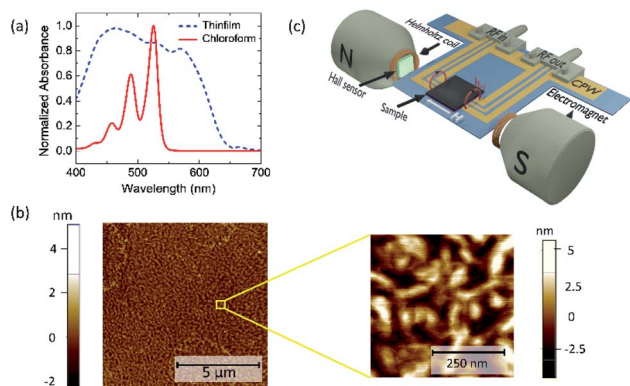 (a)
Thinfilm
Chloroform
Normalized Absorbance
1.0
0.8
0.6
0.4
0.2
0.0
400
500
600
700
Wavelength (nm)
(b)
nm
4
2
0
-2
5 µm
250 nm
nm
5
2.5
0
-2.5
(c)
N
Helmholtz coil
Hall sensor
Sample
H
RF in
RF out
CPW
Electromagnet
S